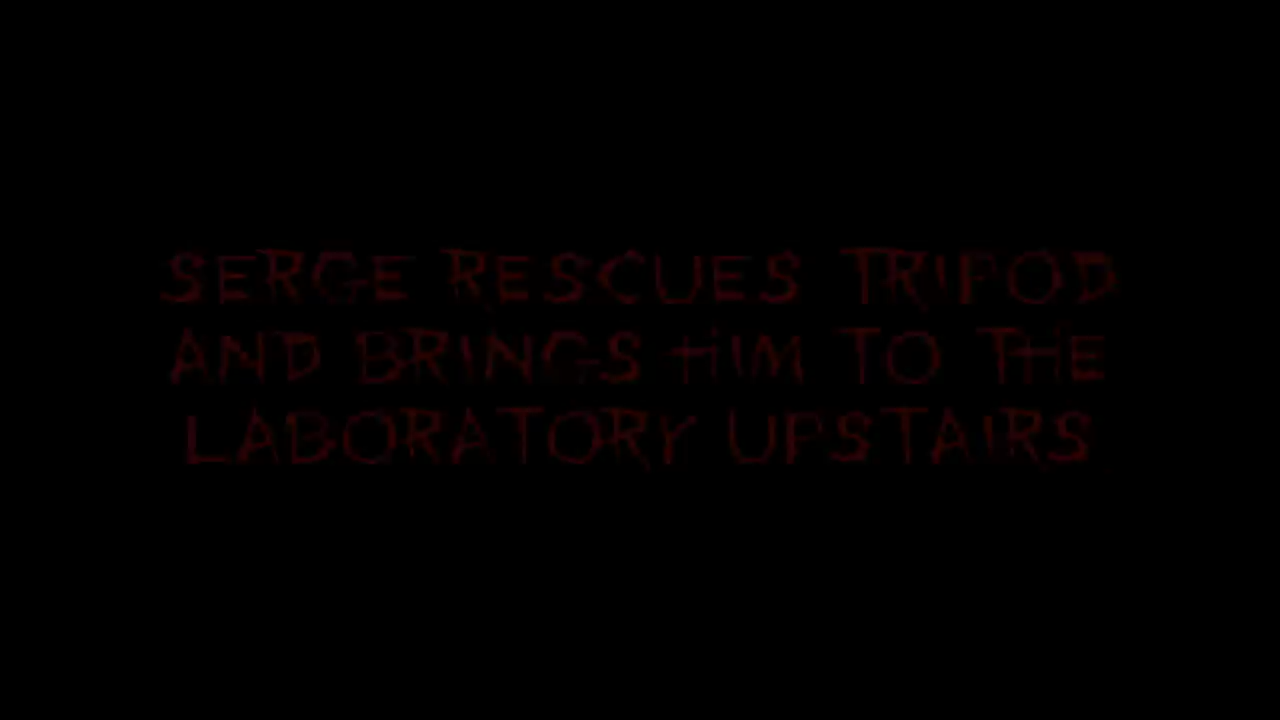 SERGE RESCUES TRIPOD
AND BRINGS HIM TO THE
LABORATORY UPSTAIRS